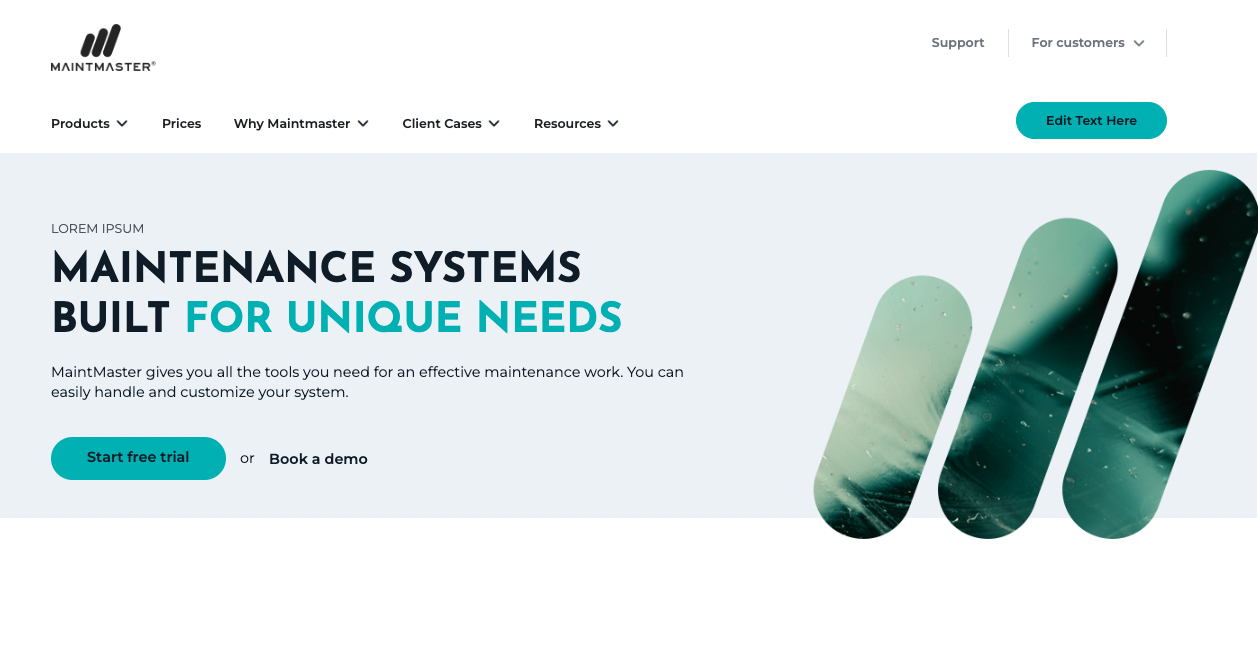 MAINTMASTER®
Support
For customers
Products
Prices
Why Maintmaster
Client Cases
Resources
Edit Text Here
LOREM IPSUM
MAINTENANCE SYSTEMS
BUILT FOR UNIQUE NEEDS
MaintMaster gives you all the tools you need for an effective maintenance work. You can
easily handle and customize your system.
Start free trial
or
Book a demo